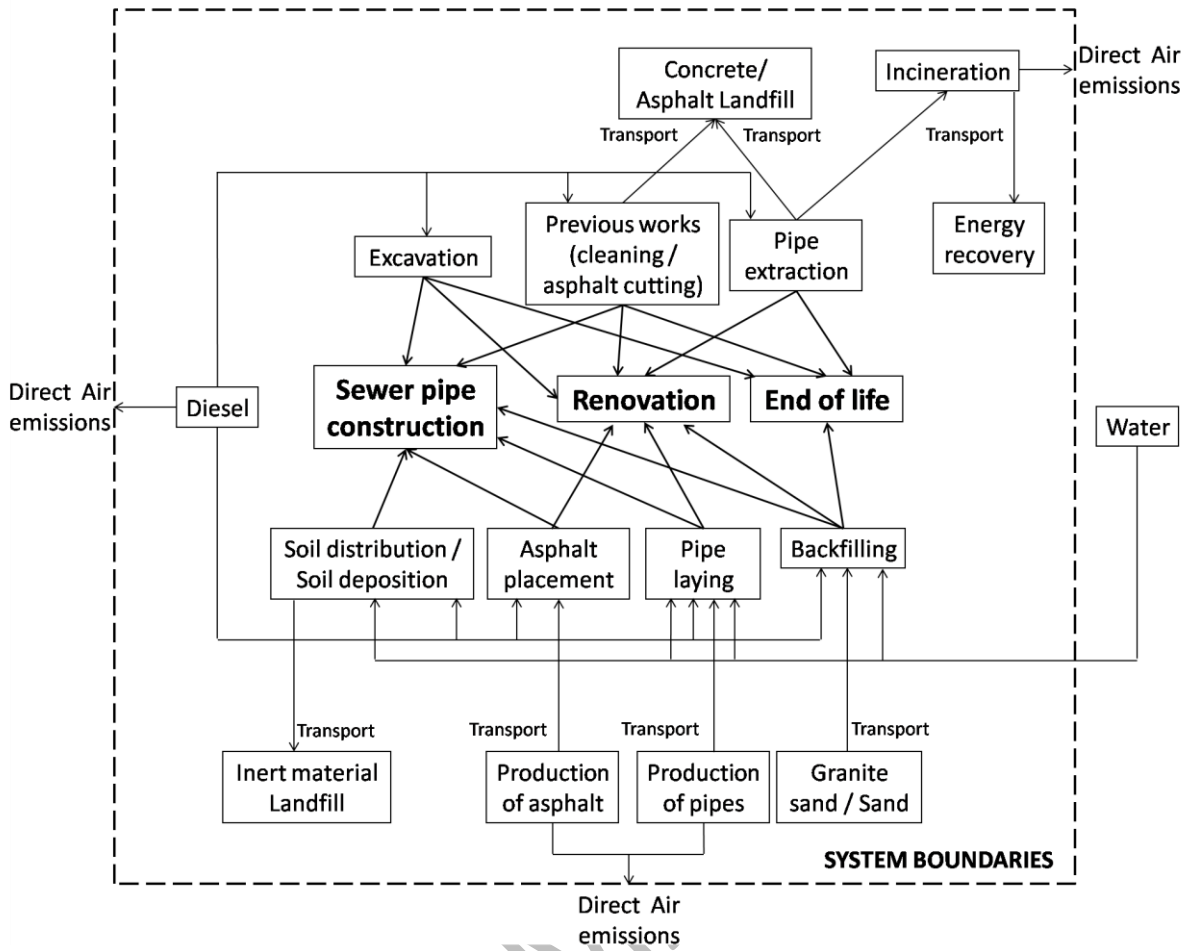 Concrete/
Asphalt Landfill
Incineration
Direct Air
emissions
Transport
Transport
Transport
Previous works
(cleaning /
asphalt cutting)
Pipe
extraction
Energy
recovery
Excavation
Direct Air
emissions
Diesel
Sewer pipe
construction
Renovation
End of life
Water
Soil distribution /
Soil deposition
Asphalt
placement
Pipe
laying
Backfilling
Transport
Transport
Transport
Transport
Inert material
Landfill
Production
of asphalt
Production
of pipes
Granite
sand / Sand
SYSTEM BOUNDARIES
Direct Air
emissions